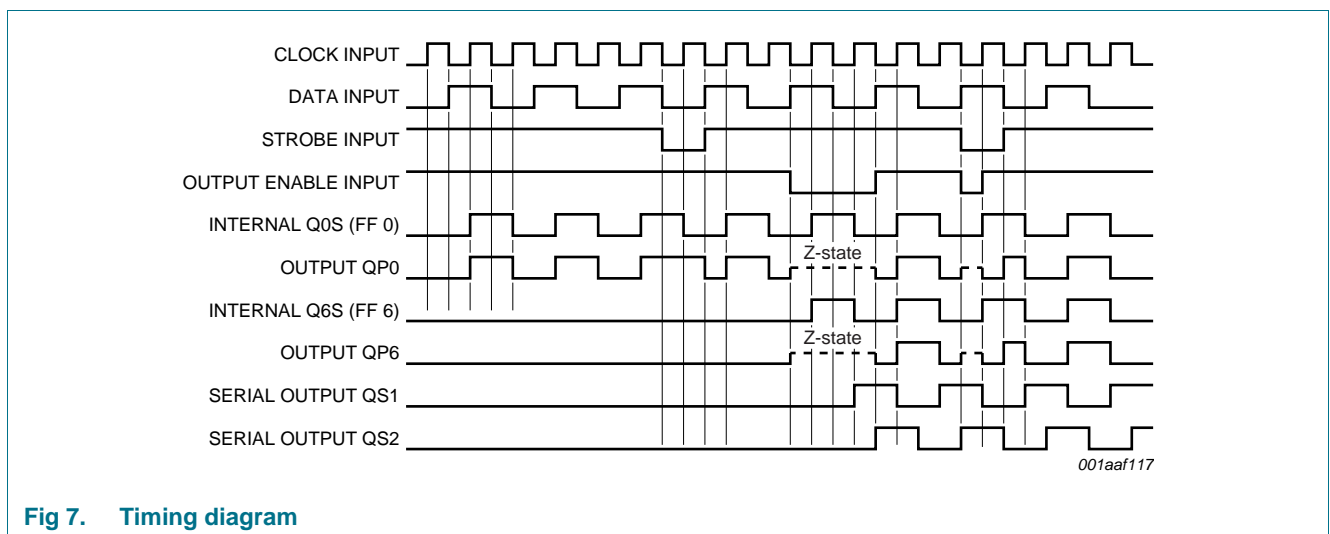 CLOCK INPUT
DATA INPUT
STROBE INPUT
OUTPUT ENABLE INPUT
INTERNAL Q0S (FF 0)
Z-state
OUTPUT QP0
INTERNAL Q6S (FF 6)
Z-state
OUTPUT QP6
SERIAL OUTPUT QS1
SERIAL OUTPUT QS2
001aaf117
Fig 7. Timing diagram